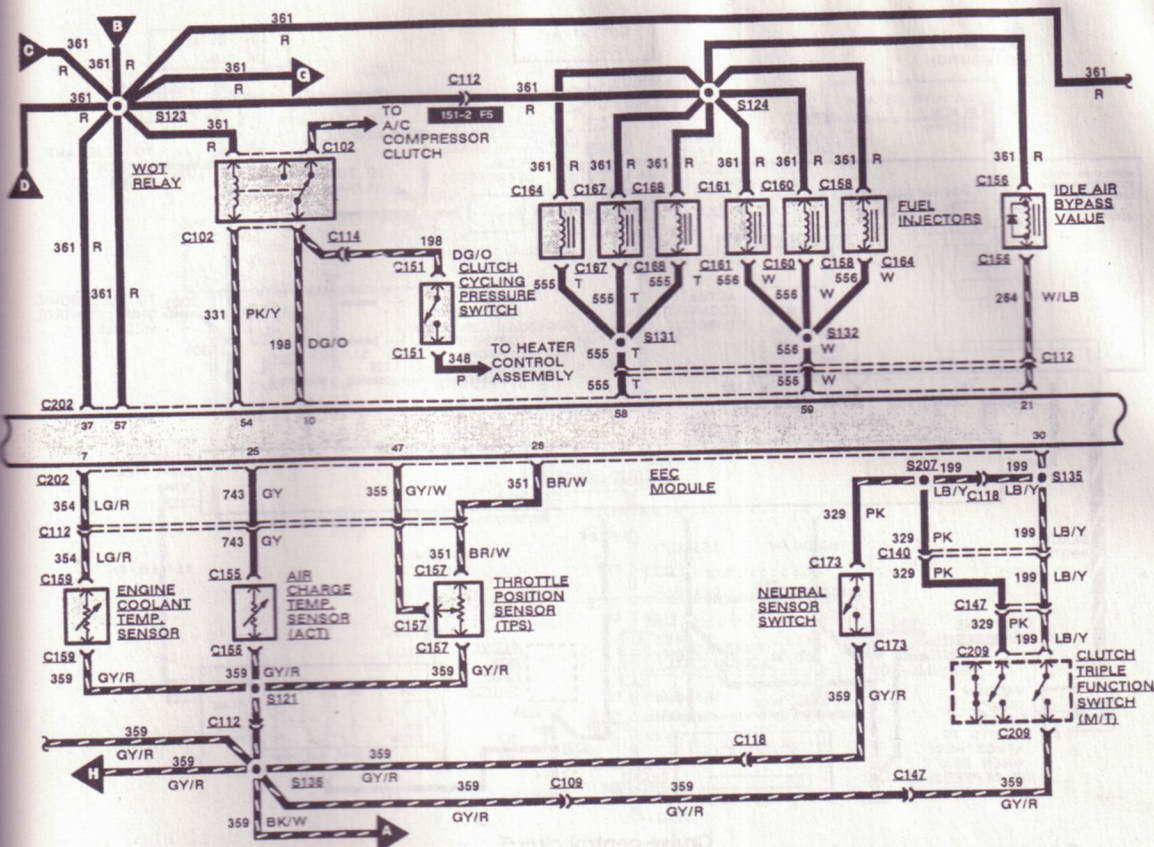 B
361
R
C
361
R
361
R
361
R
G
361
R
C112
361
R
151-2 F5
361
R
S123
361
R
D
361
R
C102
TO
A/C
COMPRESSOR
CLUTCH
WOT
RELAY
C102
S124
361 R
361 R
361 R
361 R
361 R
361 R
361 R
C164
C167
C168
C161
C160
C158
C156
FUEL
INJECTORS
IDLE AIR
BYPASS
VALUE
C167
C168
C161
C160
C158
C164
C156
555 T
555 T
555 T
556 W
556 W
556 W
264 W/LB
S131
S132
555 T
556 W
C112
555 T
556 W
361 R
361 R
331 PK/Y
198 DG/O
C114
198
DG/O
C151
CLUTCH
CYCLING
PRESSURE
SWITCH
C151
348
P
TO HEATER
CONTROL
ASSEMBLY
C202
37
57
54
10
58
59
21
7
25
47
28
30
EEC
MODULE
C202
354 LG/R
743 GY
355 GY/W
351 BR/W
C112
354 LG/R
743 GY
351 BR/W
C159
C155
C157
ENGINE
COOLANT
TEMP.
SENSOR
AIR
CHARGE
TEMP.
SENSOR
(ACT)
C157
THROTTLE
POSITION
SENSOR
(TPS)
C159
C155
C157
359 GY/R
359 GY/R
359 GY/R
S121
C112
S207
199
LB/Y
C118
199
LB/Y
S135
329 PK
329 PK
199 LB/Y
C140
329 PK
199 LB/Y
C173
NEUTRAL
SENSOR
SWITCH
C173
C147
329 PK
199 LB/Y
C209
CLUTCH
TRIPLE
FUNCTION
SWITCH
(M/T)
C209
359 GY/R
359
GY/R
H
359
GY/R
S136
359
GY/R
C118
359
GY/R
C109
359
GY/R
C147
359
GY/R
359 BK/W
A